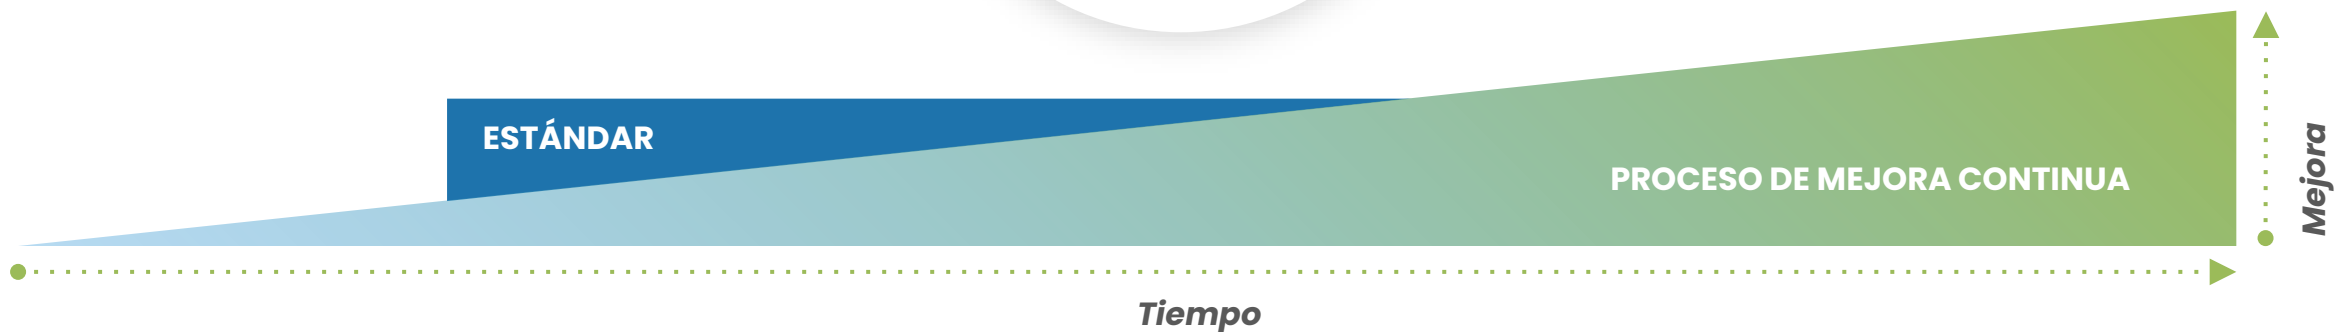 ESTÁNDAR
PROCESO DE MEJORA CONTINUA
Mejora
Tiempo